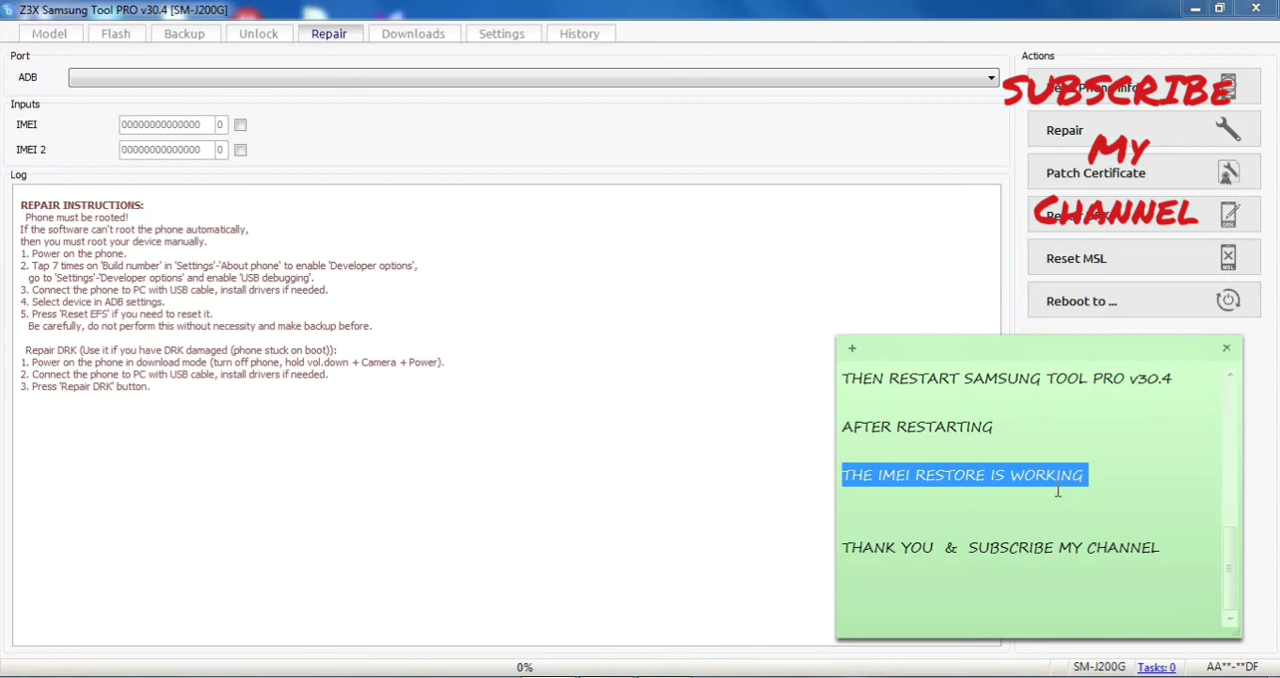 Z3X Samsung Tool PRO v30.4 [SM-J200G]
Model Flash Backup Unlock Repair Downloads Settings History
Port
ADB
Inputs
IMEI 00000000000000 0
IMEI 2 00000000000000 0
Log
REPAIR INSTRUCTIONS:
Phone must be rooted!
If the software can't root the phone automatically,
then you must root your device manually.
1. Power on the phone.
2. Tap 7 times on 'Build number' in 'Settings'-'About phone' to enable 'Developer options',
go to 'Settings'-'Developer options' and enable 'USB debugging'.
3. Connect the phone to PC with USB cable, install drivers if needed.
4. Select device in ADB settings.
5. Press 'Reset EFS' if you need to reset it.
Be carefully, do not perform this without necessity and make backup before.
Repair DRK (Use it if you have DRK damaged (phone stuck on boot)):
1. Power on the phone in download mode (turn off phone, hold vol.down + Camera + Power).
2. Connect the phone to PC with USB cable, install drivers if needed.
3. Press 'Repair DRK' button.
Actions
SUBSCRIBE
Repair
My
Patch Certificate
CHANNEL
Reset MSL
Reboot to ...
THEN RESTART SAMSUNG TOOL PRO v30.4
AFTER RESTARTING
THE IMEI RESTORE IS WORKING
THANK YOU & SUBSCRIBE MY CHANNEL
0% SM-J200G Tasks: 0 AA**-**DF